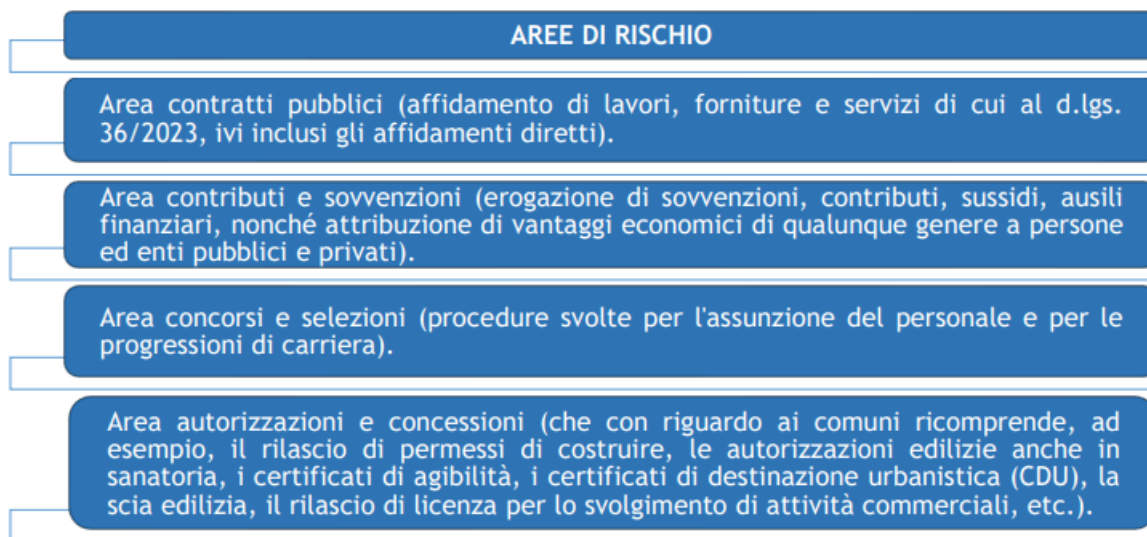 AREE DI RISCHIO
Area contratti pubblici (affidamento di lavori, forniture e servizi di cui al d.lgs.
36/2023, ivi inclusi gli affidamenti diretti).
Area contributi e sovvenzioni (erogazione di sovvenzioni, contributi, sussidi, ausili
finanziari, nonché attribuzione di vantaggi economici di qualunque genere a persone
ed enti pubblici e privati).
Area concorsi e selezioni (procedure svolte per l'assunzione del personale e per le
progressioni di carriera).
Area autorizzazioni e concessioni (che con riguardo ai comuni ricomprende, ad
esempio, il rilascio di permessi di costruire, le autorizzazioni edilizie anche in
sanatoria, i certificati di agibilità, i certificati di destinazione urbanistica (CDU), la
scia edilizia, il rilascio di licenza per lo svolgimento di attività commerciali, etc.).